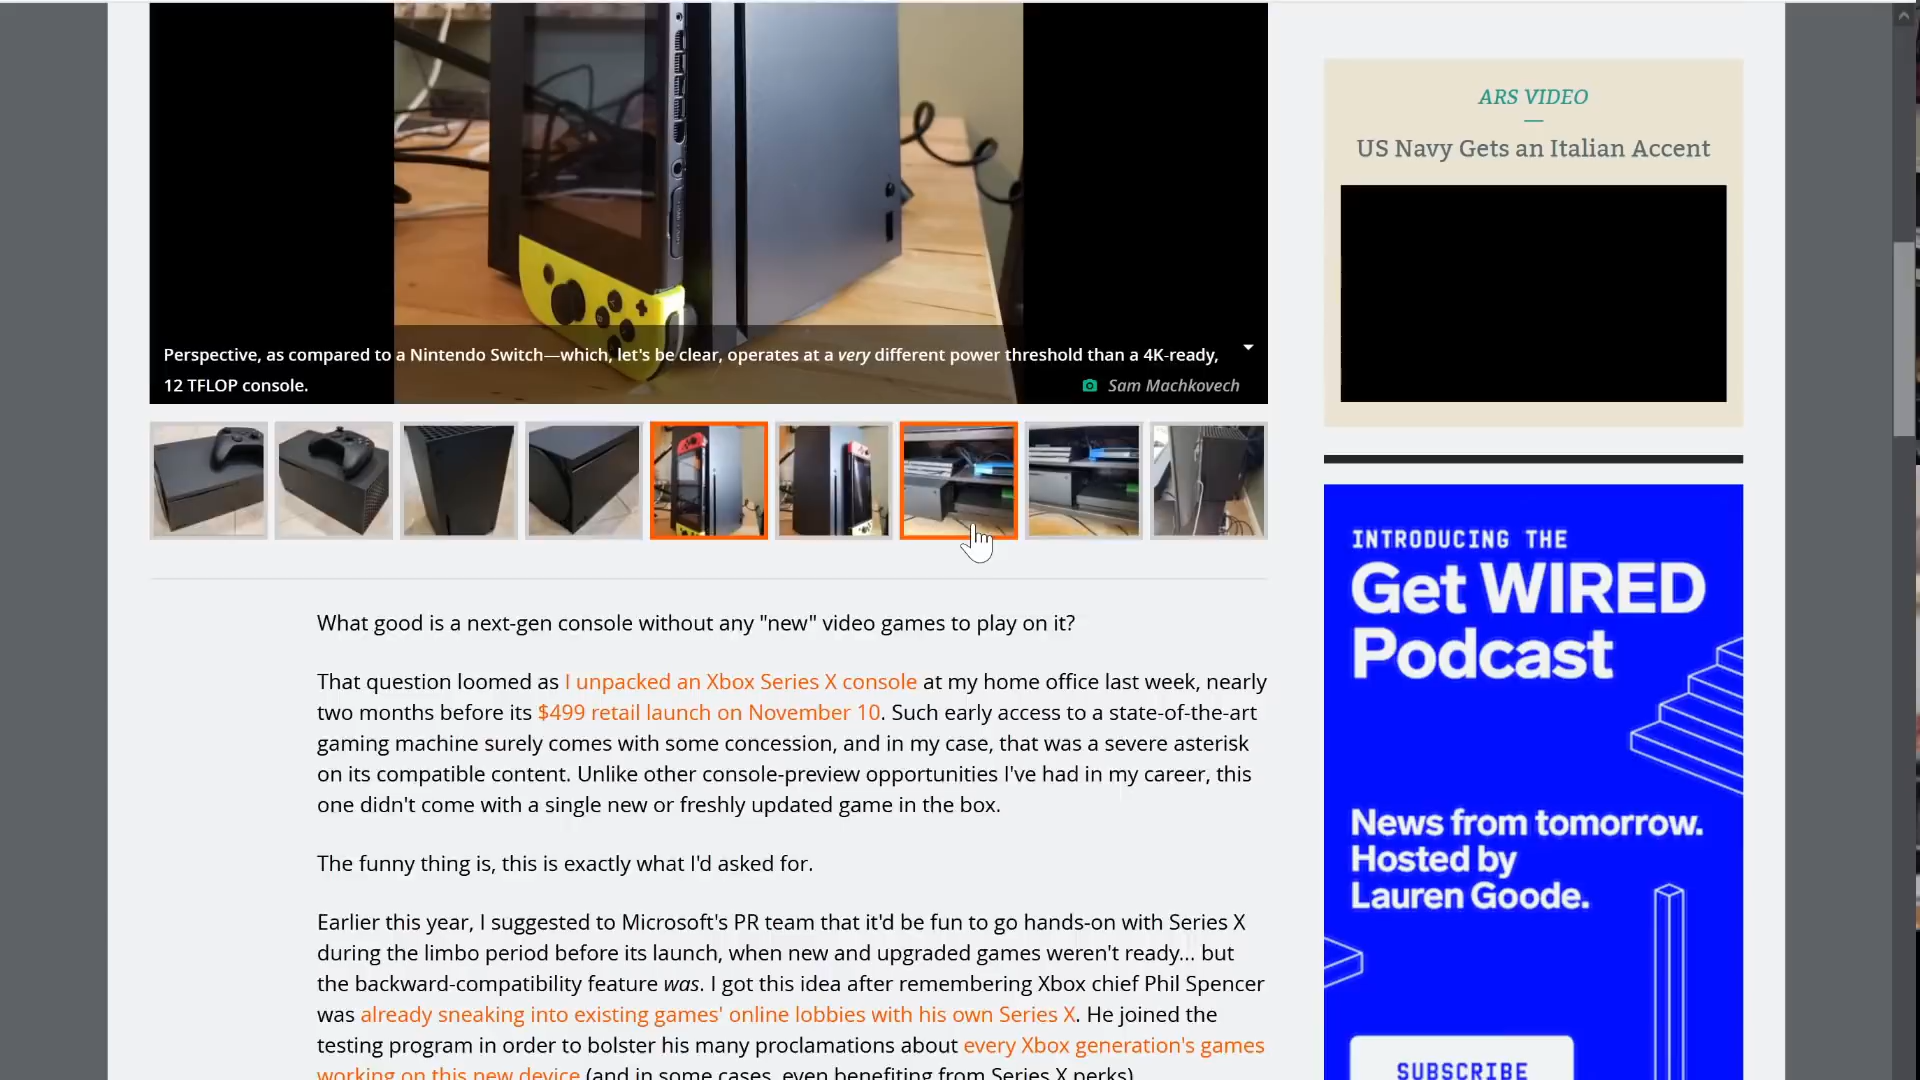 Perspective, as compared to a Nintendo Switch—which, let's be clear, operates at a very different power threshold than a 4K-ready,
12 TFLOP console.
Sam Machkovech
What good is a next-gen console without any "new" video games to play on it?
That question loomed as I unpacked an Xbox Series X console at my home office last week, nearly
two months before its $499 retail launch on November 10. Such early access to a state-of-the-art
gaming machine surely comes with some concession, and in my case, that was a severe asterisk
on its compatible content. Unlike other console-preview opportunities I've had in my career, this
one didn't come with a single new or freshly updated game in the box.
The funny thing is, this is exactly what I'd asked for.
Earlier this year, I suggested to Microsoft's PR team that it'd be fun to go hands-on with Series X
during the limbo period before its launch, when new and upgraded games weren't ready... but
the backward-compatibility feature was. I got this idea after remembering Xbox chief Phil Spencer
was already sneaking into existing games' online lobbies with his own Series X. He joined the
testing program in order to bolster his many proclamations about every Xbox generation's games
working on this new device (and in some cases, even benefiting from Series X perks).
ARS VIDEO
US Navy Gets an Italian Accent
INTRODUCING THE
Get WIRED
Podcast
News from tomorrow.
Hosted by
Lauren Goode.
SUBSCRIBE